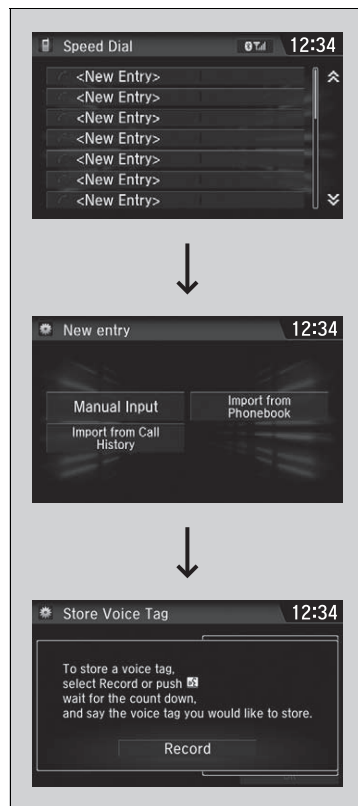 Speed Dial 12:34
<New Entry>
<New Entry>
<New Entry>
<New Entry>
<New Entry>
<New Entry>
<New Entry>
New entry 12:34
Manual Input
Import from
Phonebook
Import from Call
History
Store Voice Tag 12:34
To store a voice tag,
select Record or push
wait for the count down,
and say the voice tag you would like to store.
Record